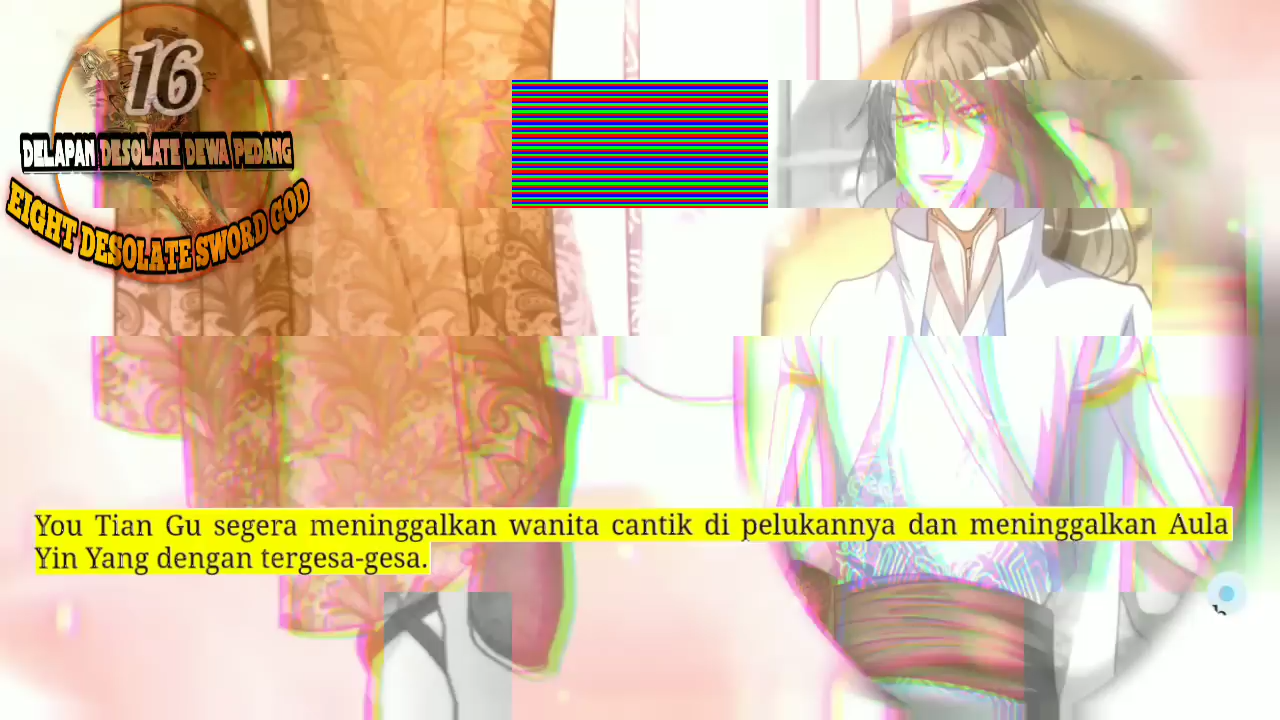 16
DELAPAN DESOLATE DEWA PEDANG
EIGHT DESOLATE SWORD GOD
You Tian Gu segera meninggalkan wanita cantik di pelukannya dan meninggalkan Aula
Yin Yang dengan tergesa-gesa.